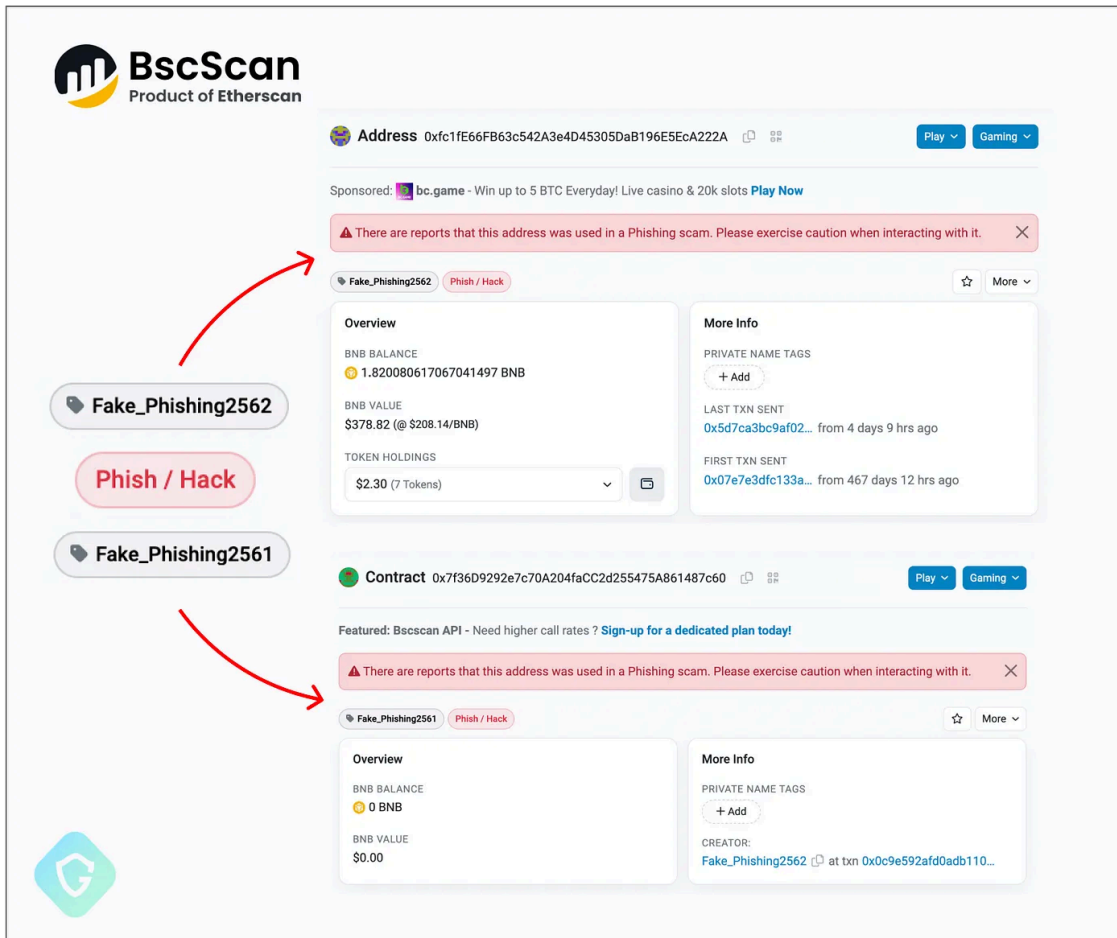 BscScan
Product of Etherscan
Address 0xfc1fE66FB63c542A3e4D45305DaB196E5EcA222A
Play
Gaming
Sponsored: bc.game - Win up to 5 BTC Everyday! Live casino & 20k slots Play Now
There are reports that this address was used in a Phishing scam. Please exercise caution when interacting with it.
Fake_Phishing2562
Phish / Hack
More
Overview
BNB BALANCE
1.820080617067041497 BNB
BNB VALUE
$378.82 (@ $208.14/BNB)
TOKEN HOLDINGS
$2.30 (7 Tokens)
More Info
PRIVATE NAME TAGS
+ Add
LAST TXN SENT
0x5d7ca3bc9af02... from 4 days 9 hrs ago
FIRST TXN SENT
0x07e7e3dfc133a... from 467 days 12 hrs ago
Fake_Phishing2562
Phish / Hack
Fake_Phishing2561
Contract 0x7f36D9292e7c70A204faCC2d255475A861487c60
Play
Gaming
Featured: Bscscan API - Need higher call rates ? Sign-up for a dedicated plan today!
There are reports that this address was used in a Phishing scam. Please exercise caution when interacting with it.
Fake_Phishing2561
Phish / Hack
More
Overview
BNB BALANCE
0 BNB
BNB VALUE
$0.00
More Info
PRIVATE NAME TAGS
+ Add
CREATOR:
Fake_Phishing2562 at txn 0x0c9e592afd0adb110...